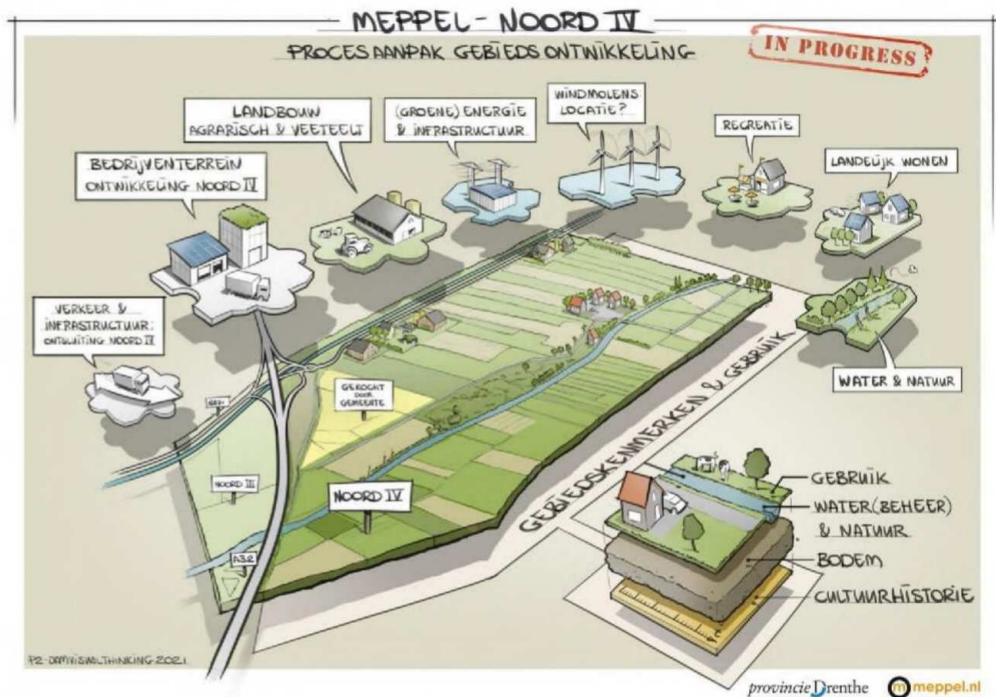 MEPPEL - NOORD IV
PROCESAANPAK GEBIEDSONTWIKKELING
IN PROGRESS
LANDBOUW
AGRARISCH & VEETEELT
(GROENE) ENERGIE
& INFRASTRUCTUUR
WINDMOLENS
LOCATIE?
RECREATIE
LANDELIJK WONEN
BEDRIJVENTERREIN
ONTWIKKELING NOORD IV
VERKEER &
INFRASTRUCTUUR:
ONTSLUITING NOORD IV
WATER & NATUUR
GEKOCHT
DOOR
GEMEENTE
NOORD III
NOORD IV
A32
GEBIEDSKENMERKEN & GEBRUIK
GEBRUIK
WATER(BEHEER)
& NATUUR
BODEM
CULTUURHISTORIE
provincie Drenthe
meppel.nl